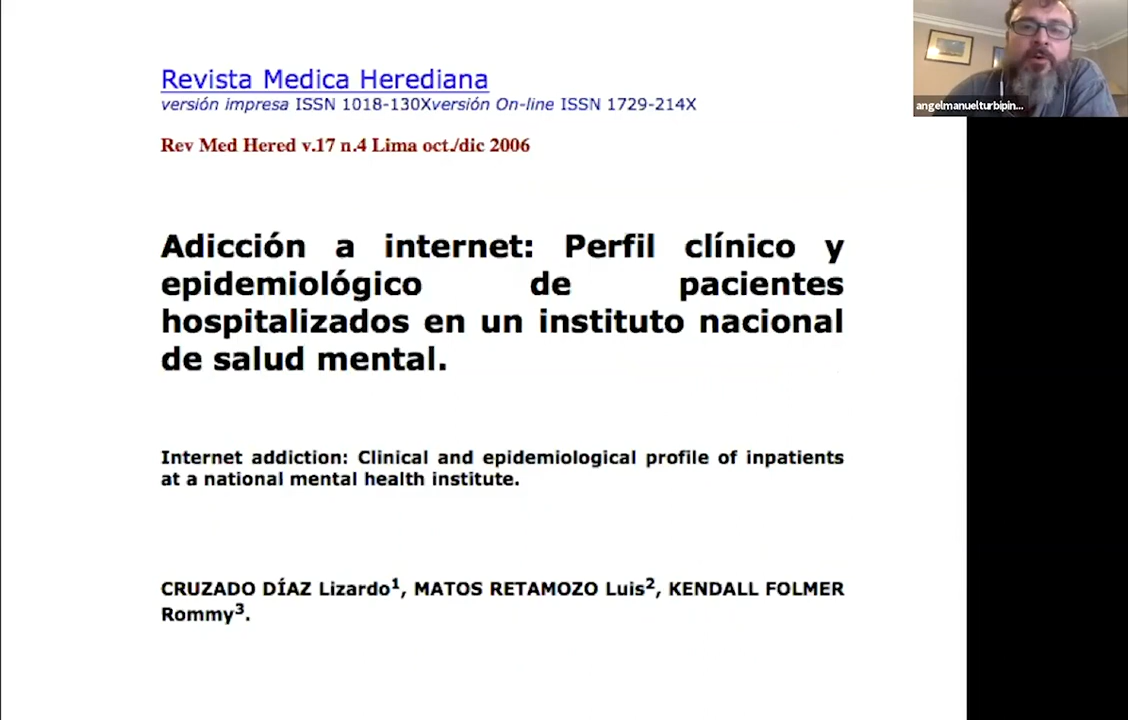 Revista Medica Herediana
versión impresa ISSN 1018-130Xversión On-line ISSN 1729-214X
Rev Med Hered v.17 n.4 Lima oct./dic 2006
Adicción a internet: Perfil clínico y
epidemiológico de pacientes
hospitalizados en un instituto nacional
de salud mental.
Internet addiction: Clinical and epidemiological profile of inpatients
at a national mental health institute.
CRUZADO DÍAZ Lizardo¹, MATOS RETAMOZO Luis², KENDALL FOLMER
Rommy³.
angelmanuelturbipin...